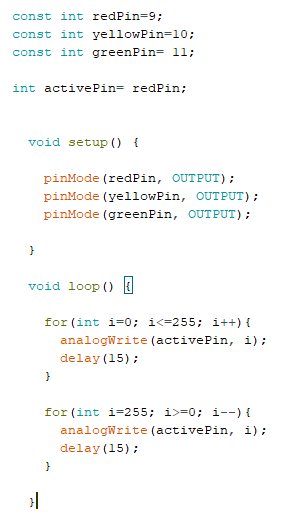 const int redPin=9;
const int yellowPin=10;
const int greenPin= 11;
int activePin= redPin;
void setup() {
pinMode(redPin, OUTPUT);
pinMode(yellowPin, OUTPUT);
pinMode(greenPin, OUTPUT);
}
void loop() {
for(int i=0; i<=255; i++){
analogWrite(activePin, i);
delay(15);
}
for(int i=255; i>=0; i--){
analogWrite(activePin, i);
delay(15);
}
}